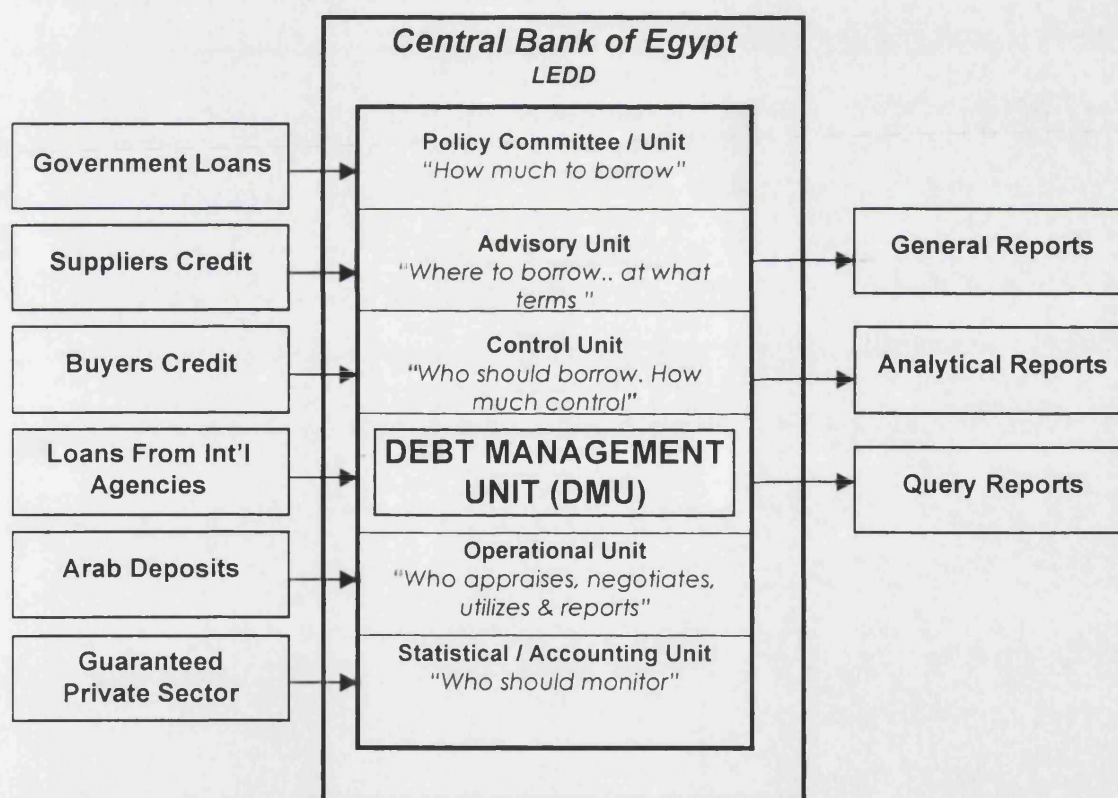 Central Bank of Egypt
LEDD
Government Loans
Suppliers Credit
Buyers Credit
Loans From Int'l
Agencies
Arab Deposits
Guaranteed
Private Sector
Policy Committee / Unit
"How much to borrow"
Advisory Unit
"Where to borrow.. at what
terms "
Control Unit
"Who should borrow. How
much control"
DEBT MANAGEMENT
UNIT (DMU)
Operational Unit
"Who appraises, negotiates,
utilizes & reports"
Statistical / Accounting Unit
"Who should monitor"
General Reports
Analytical Reports
Query Reports